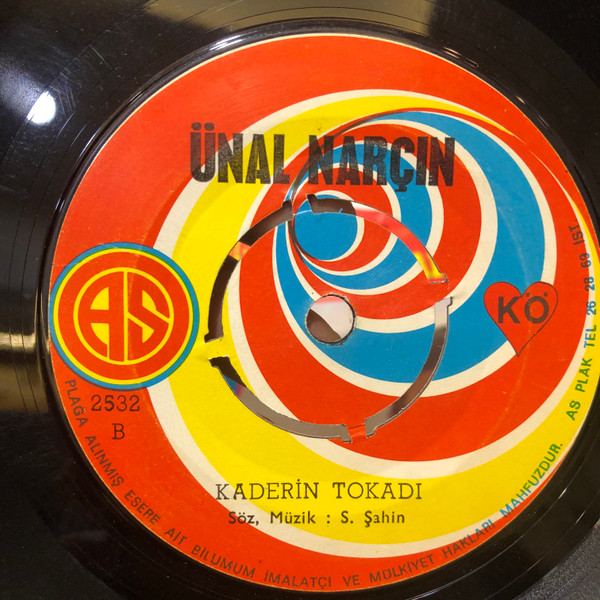 ÜNAL NARÇIN
AS
KÖ
2532
B
KADERİN TOKADI
Söz, Müzik : S. Şahin
PLAĞA ALINMIŞ ESERE AİT BİLUMUM İMALATÇI VE MÜLKİYET HAKLARI MAHFUZDUR. AS PLAK TEL 26 28 69 İST